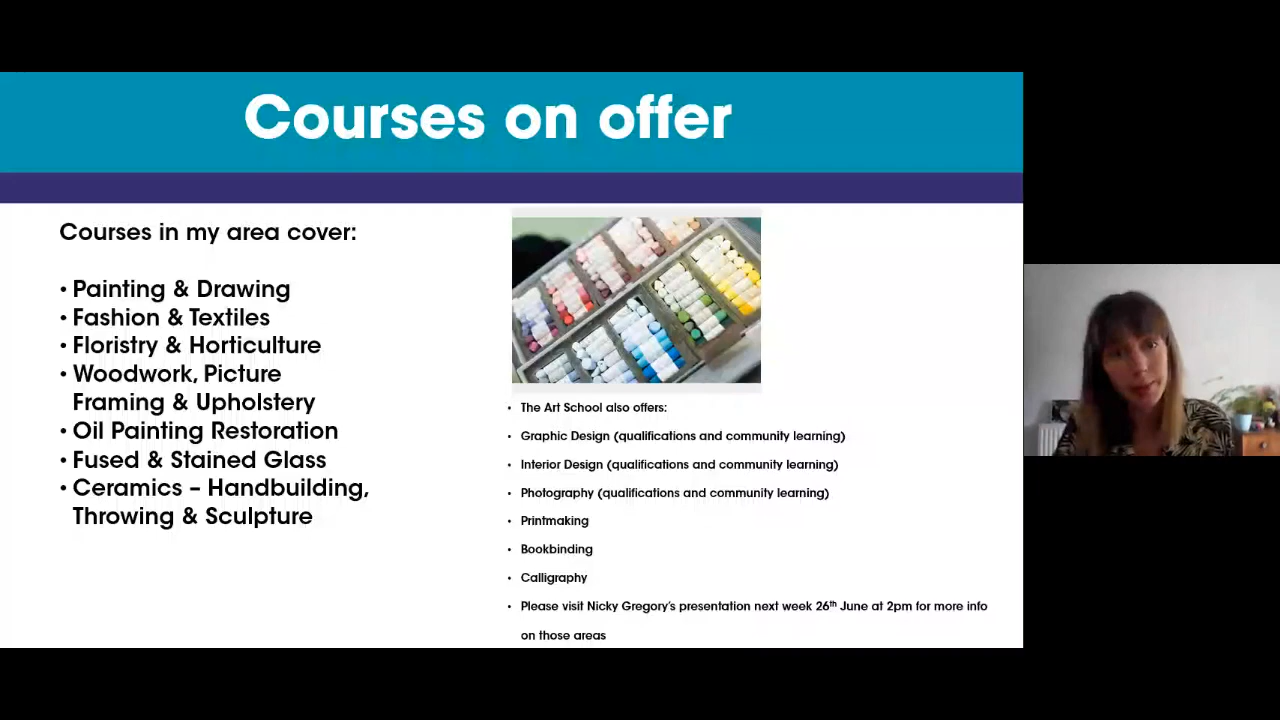 Courses on offer
Courses in my area cover:
• Painting & Drawing
• Fashion & Textiles
• Floristry & Horticulture
• Woodwork, Picture
Framing & Upholstery
• Oil Painting Restoration
• Fused & Stained Glass
• Ceramics – Handbuilding,
Throwing & Sculpture
• The Art School also offers:
• Graphic Design (qualifications and community learning)
• Interior Design (qualifications and community learning)
• Photography (qualifications and community learning)
• Printmaking
• Bookbinding
• Calligraphy
• Please visit Nicky Gregory's presentation next week 26th June at 2pm for more info
on those areas